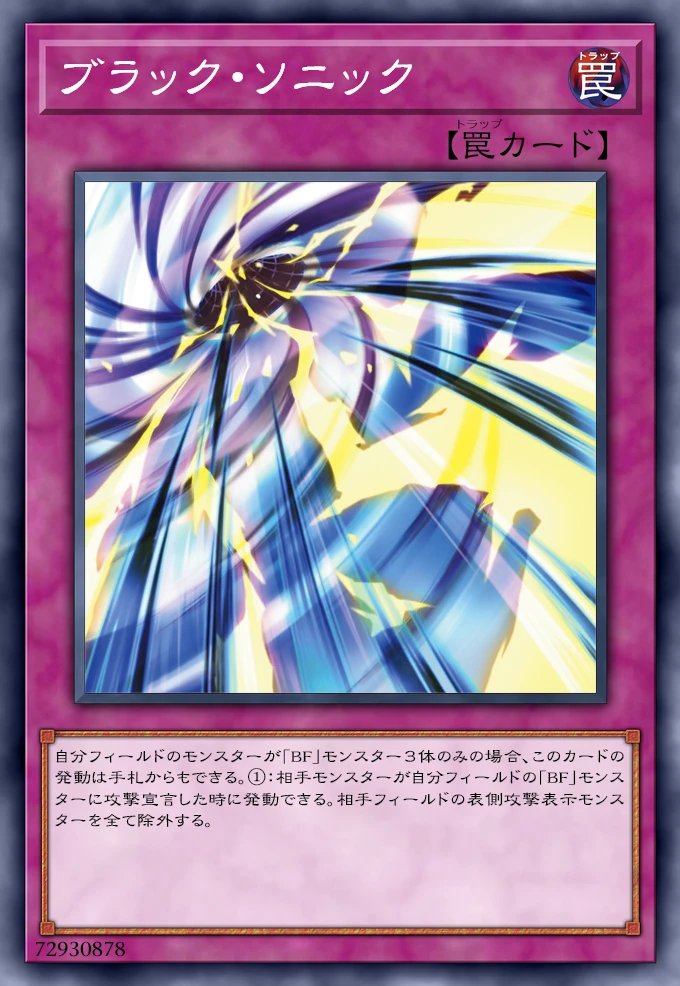 ブラック・ソニック
トラップ
罠
トラップ
【罠カード】
自分フィールドのモンスターが「BF」モンスター3体のみの場合、このカードの
発動は手札からもできる。①:相手モンスターが自分フィールドの「BF」モンス
ターに攻撃宣言した時に発動できる。相手フィールドの表側攻撃表示モンス
ターを全て除外する。
72930878